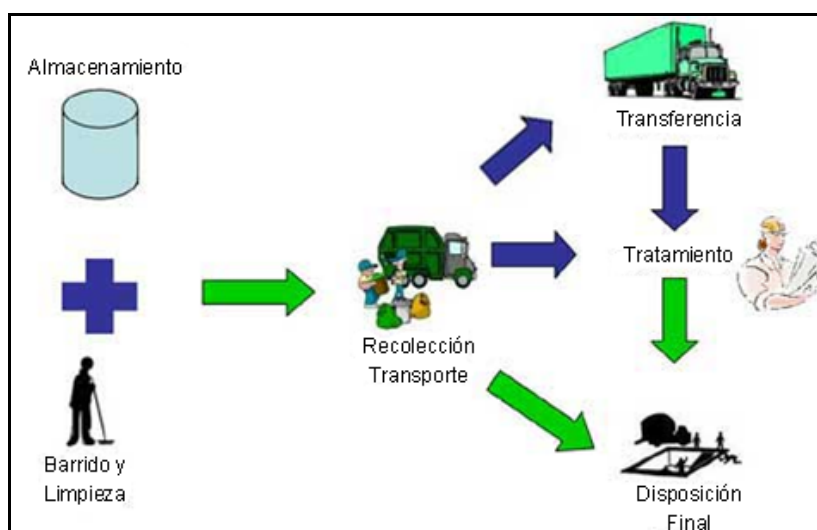 Almacenamiento
Transferencia
Tratamiento
Recolección
Transporte
Barrido y
Limpieza
Disposición
Final